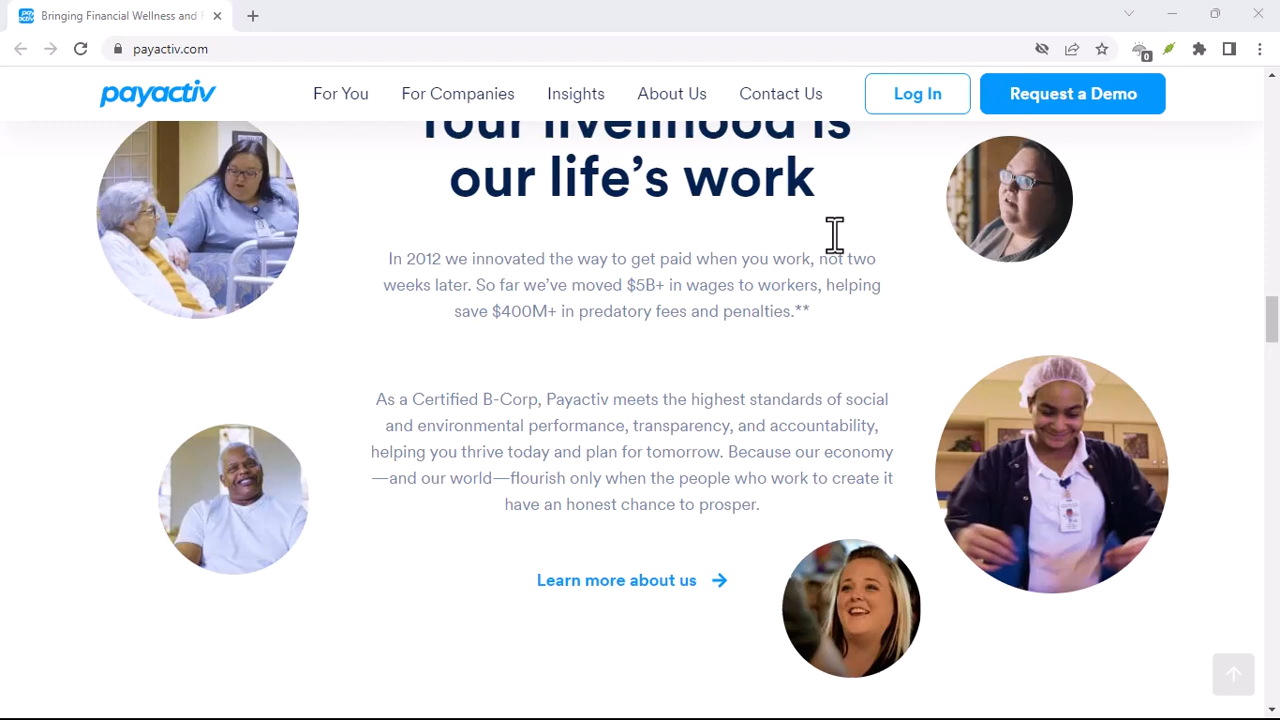 Bringing Financial Wellness and
payactiv.com
0
payactiv
For You
For Companies
Insights
About Us
Contact Us
Log In
Request a Demo
Your livelihood is
our life's work
In 2012 we innovated the way to get paid when you work, not two
weeks later. So far we've moved $5B+ in wages to workers, helping
save $400M+ in predatory fees and penalties.**
As a Certified B-Corp, Payactiv meets the highest standards of social
and environmental performance, transparency, and accountability,
helping you thrive today and plan for tomorrow. Because our economy
—and our world—flourish only when the people who work to create it
have an honest chance to prosper.
Learn more about us